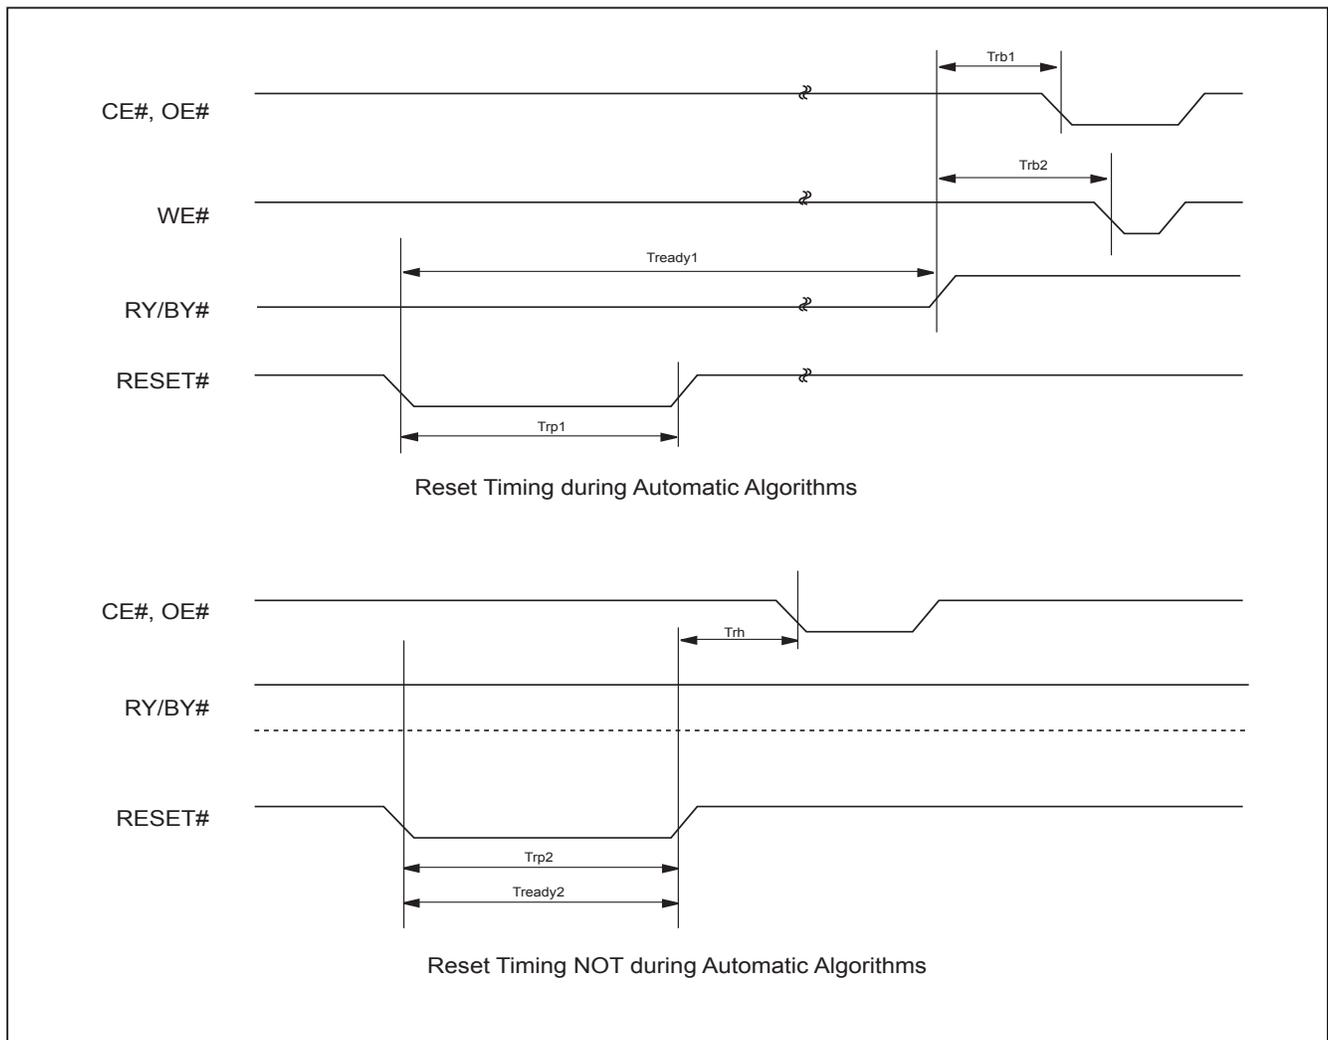 Trb1
CE#, OE#
Trb2
WE#
Tready1
RY/BY#
RESET#
Trp1
Reset Timing during Automatic Algorithms
CE#, OE#
Trh
RY/BY#
RESET#
Trp2
Tready2
Reset Timing NOT during Automatic Algorithms